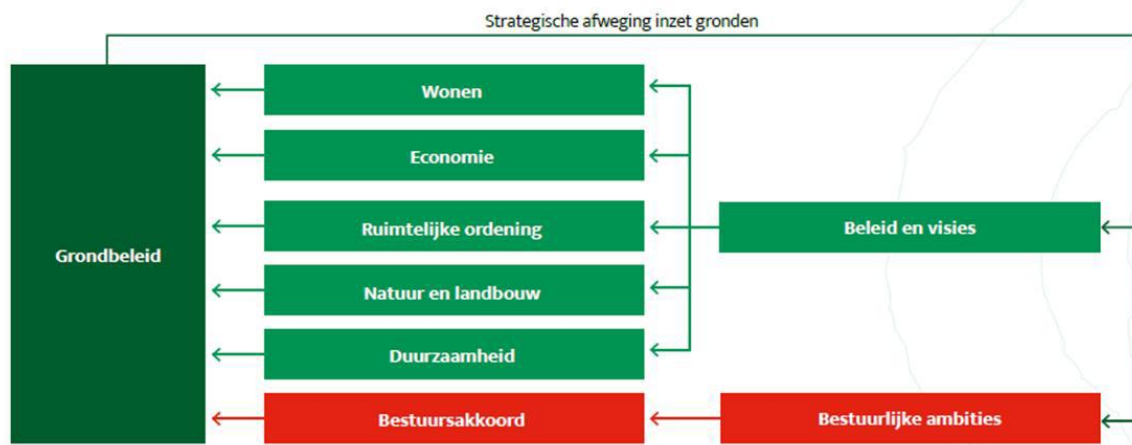 Strategische afweging inzet gronden
Grondbeleid
Wonen
Economie
Ruimtelijke ordening
Natuur en landbouw
Duurzaamheid
Bestuursakkoord
Beleid en visies
Bestuurlijke ambities